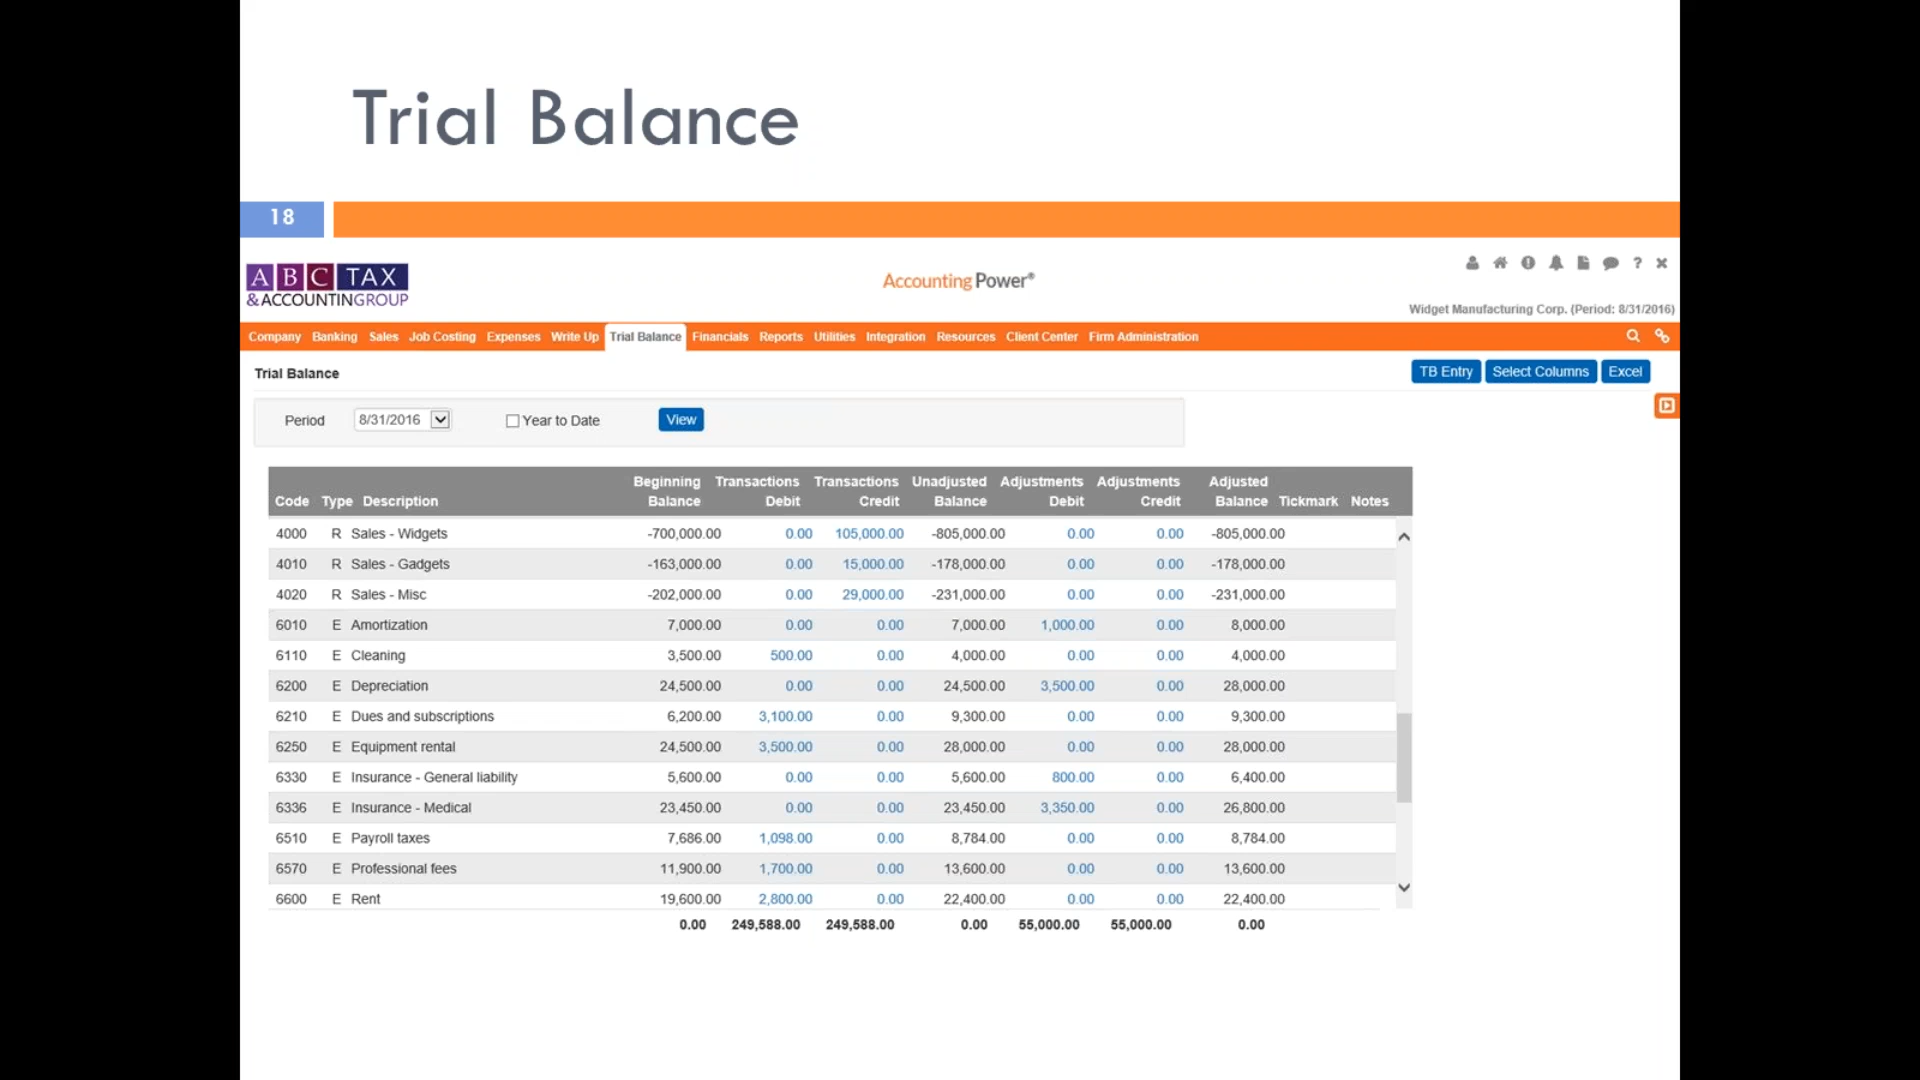 Trial Balance
18
ABC TAX
& ACCOUNTINGGROUP
Accounting Power®
Widget Manufacturing Corp. (Period: 8/31/2016)
Company Banking Sales Job Costing Expenses Write Up Trial Balance Financials Reports Utilities Integration Resources Client Center Firm Administration
Trial Balance TB Entry Select Columns Excel
Period 8/31/2016 Year to Date View
Beginning Transactions Transactions Unadjusted Adjustments Adjustments Adjusted
Code Type Description Balance Debit Credit Balance Debit Credit Balance Tickmark Notes
4000 R Sales - Widgets -700,000.00 0.00 105,000.00 -805,000.00 0.00 0.00 -805,000.00
4010 R Sales - Gadgets -163,000.00 0.00 15,000.00 -178,000.00 0.00 0.00 -178,000.00
4020 R Sales - Misc -202,000.00 0.00 29,000.00 -231,000.00 0.00 0.00 -231,000.00
6010 E Amortization 7,000.00 0.00 0.00 7,000.00 1,000.00 0.00 8,000.00
6110 E Cleaning 3,500.00 500.00 0.00 4,000.00 0.00 0.00 4,000.00
6200 E Depreciation 24,500.00 0.00 0.00 24,500.00 3,500.00 0.00 28,000.00
6210 E Dues and subscriptions 6,200.00 3,100.00 0.00 9,300.00 0.00 0.00 9,300.00
6250 E Equipment rental 24,500.00 3,500.00 0.00 28,000.00 0.00 0.00 28,000.00
6330 E Insurance - General liability 5,600.00 0.00 0.00 5,600.00 800.00 0.00 6,400.00
6336 E Insurance - Medical 23,450.00 0.00 0.00 23,450.00 3,350.00 0.00 26,800.00
6510 E Payroll taxes 7,686.00 1,098.00 0.00 8,784.00 0.00 0.00 8,784.00
6570 E Professional fees 11,900.00 1,700.00 0.00 13,600.00 0.00 0.00 13,600.00
6600 E Rent 19,600.00 2,800.00 0.00 22,400.00 0.00 0.00 22,400.00
0.00 249,588.00 249,588.00 0.00 55,000.00 55,000.00 0.00